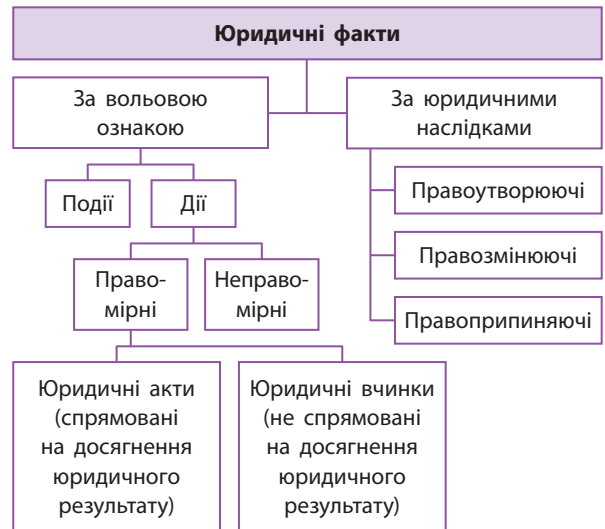 Юридичні факти
За вольовою
ознакою
За юридичними
наслідками
Події
Дії
Правоутворюючі
Правозмінюючі
Правоприпиняючі
Право-
мірні
Неправо-
мірні
Юридичні акти
(спрямовані
на досягнення
юридичного
результату)
Юридичні вчинки
(не спрямовані
на досягнення
юридичного
результату)